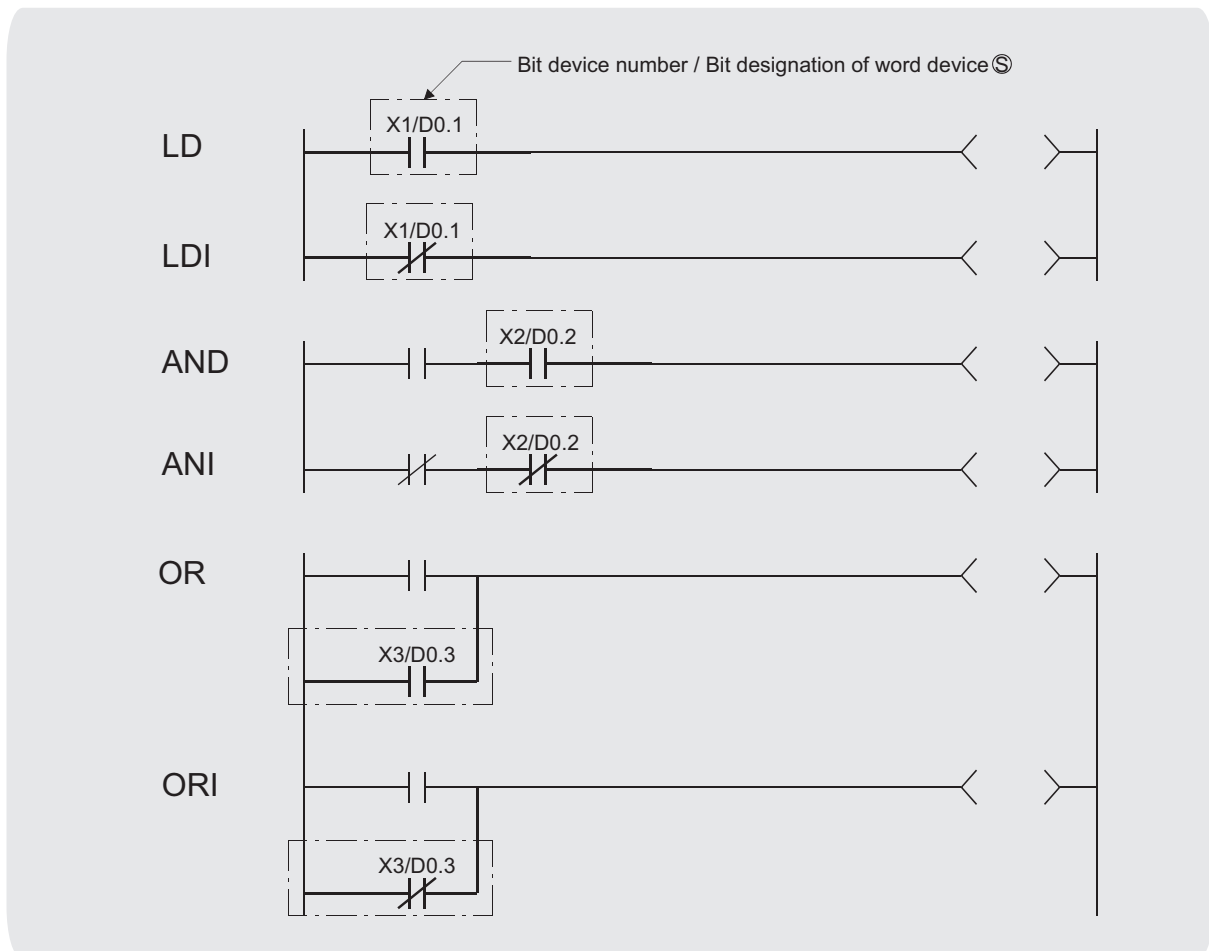 Bit device number / Bit designation of word device Ⓢ
X1/D0.1
LD
X1/D0.1
LDI
X2/D0.2
AND
X2/D0.2
ANI
OR
X3/D0.3
ORI
X3/D0.3